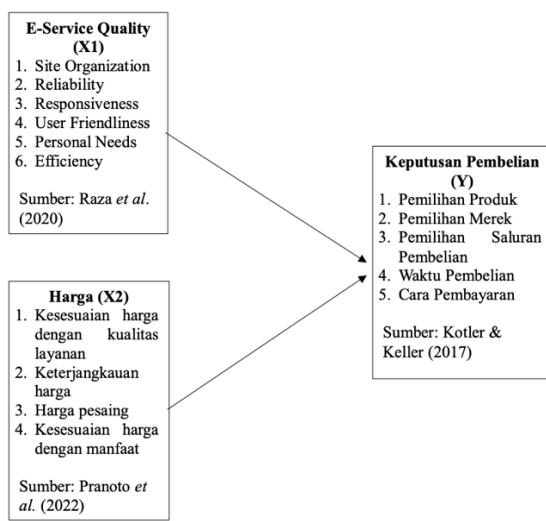 E-Service Quality
(X1)
1. Site Organization
2. Reliability
3. Responsiveness
4. User Friendliness
5. Personal Needs
6. Efficiency
Sumber: Raza et al.
(2020)
Harga (X2)
1. Kesesuaian harga
dengan kualitas
layanan
2. Keterjangkauan
harga
3. Harga pesaing
4. Kesesuaian harga
dengan manfaat
Sumber: Pranoto et
al. (2022)
Keputusan Pembelian
(Y)
1. Pemilihan Produk
2. Pemilihan Merek
3. Pemilihan Saluran
Pembelian
4. Waktu Pembelian
5. Cara Pembayaran
Sumber: Kotler &
Keller (2017)